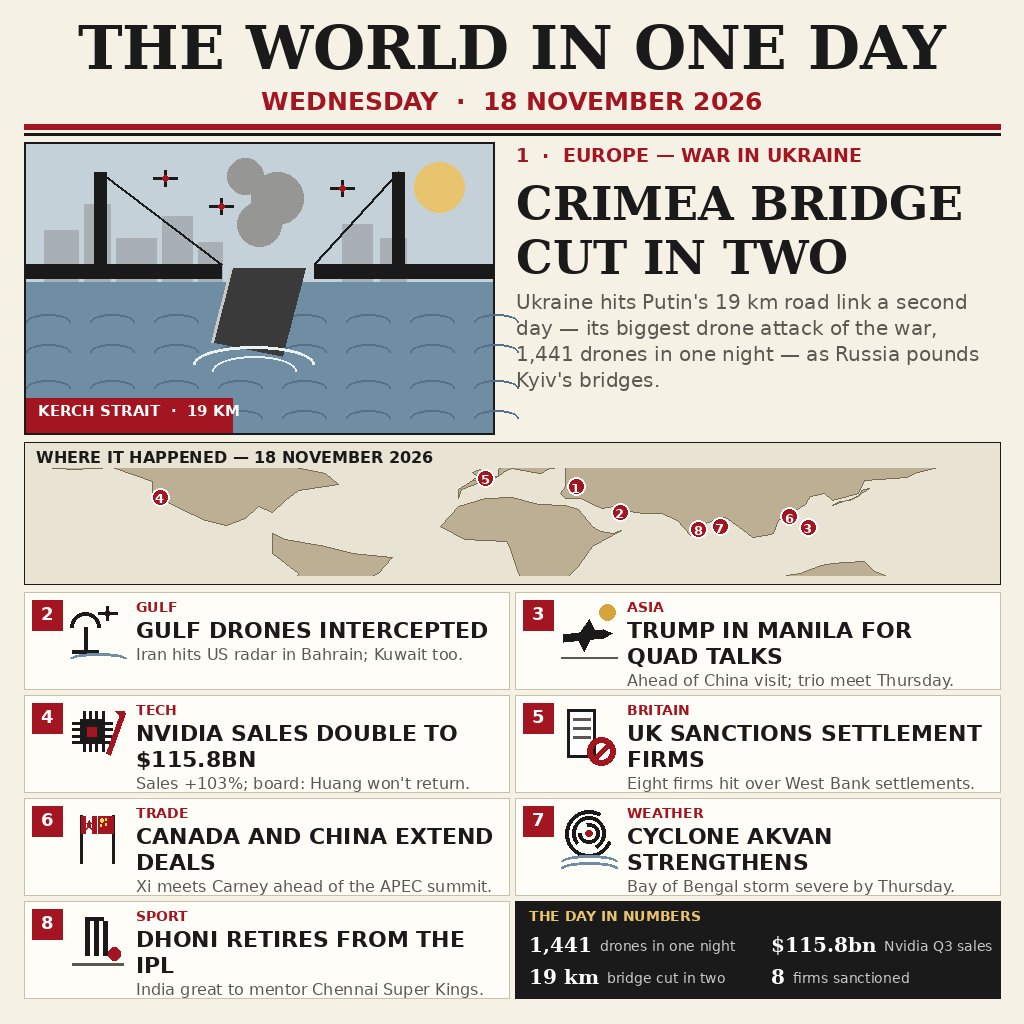 THE WORLD IN ONE DAY
WEDNESDAY · 18 NOVEMBER 2026
1 · EUROPE — WAR IN UKRAINE
CRIMEA BRIDGE
CUT IN TWO
Ukraine hits Putin's 19 km road link a second
day — its biggest drone attack of the war,
1,441 drones in one night — as Russia pounds
Kyiv's bridges.
KERCH STRAIT · 19 KM
WHERE IT HAPPENED — 18 NOVEMBER 2026
4
5
1
2
8
7
6
3
2
GULF
GULF DRONES INTERCEPTED
Iran hits US radar in Bahrain; Kuwait too.
3
ASIA
TRUMP IN MANILA FOR
QUAD TALKS
Ahead of China visit; trio meet Thursday.
4
TECH
NVIDIA SALES DOUBLE TO
$115.8BN
Sales +103%; board: Huang won't return.
5
BRITAIN
UK SANCTIONS SETTLEMENT
FIRMS
Eight firms hit over West Bank settlements.
6
TRADE
CANADA AND CHINA EXTEND
DEALS
Xi meets Carney ahead of the APEC summit.
7
WEATHER
CYCLONE AKVAN
STRENGTHENS
Bay of Bengal storm severe by Thursday.
8
SPORT
DHONI RETIRES FROM THE
IPL
India great to mentor Chennai Super Kings.
THE DAY IN NUMBERS
1,441 drones in one night
$115.8bn Nvidia Q3 sales
19 km bridge cut in two
8 firms sanctioned